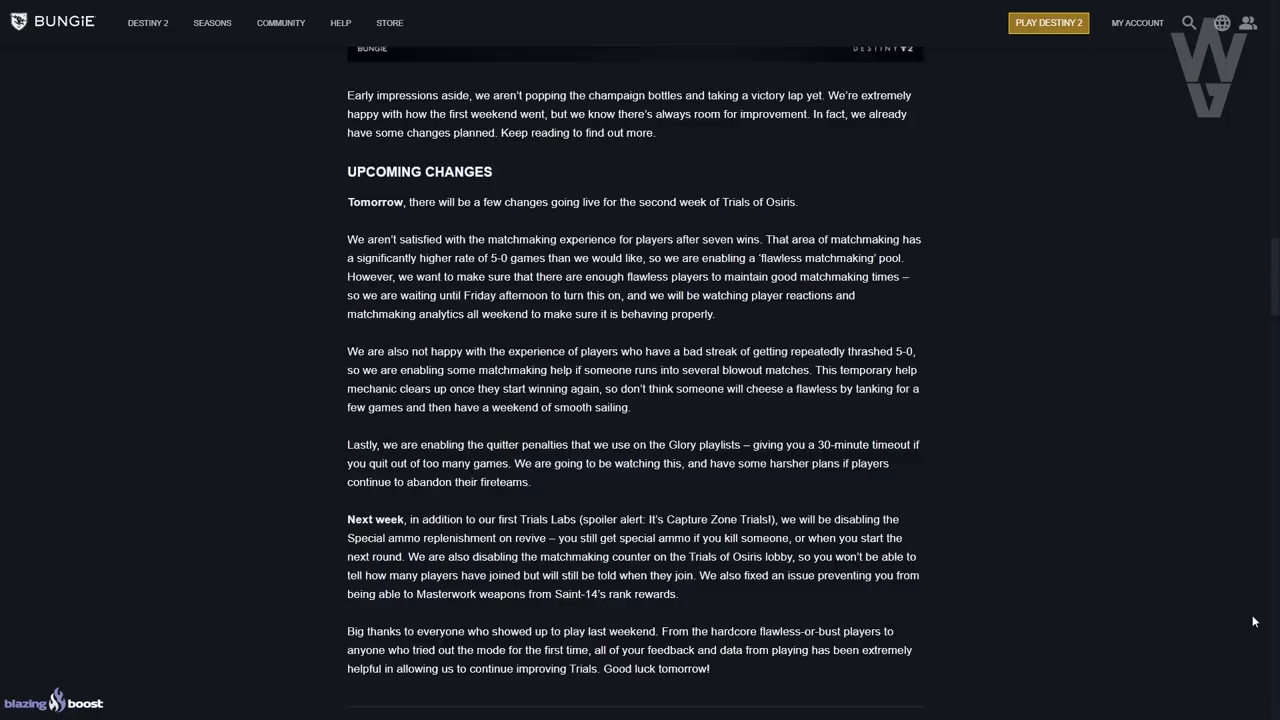 BUNGiE
DESTINY 2 SEASONS COMMUNITY HELP STORE
PLAY DESTINY 2
MY ACCOUNT
WG
BUNGIE
DESTINY 2
Early impressions aside, we aren't popping the champaign bottles and taking a victory lap yet. We're extremely
happy with how the first weekend went, but we know there's always room for improvement. In fact, we already
have some changes planned. Keep reading to find out more.
UPCOMING CHANGES
Tomorrow, there will be a few changes going live for the second week of Trials of Osiris.
We aren't satisfied with the matchmaking experience for players after seven wins. That area of matchmaking has
a significantly higher rate of 5-0 games than we would like, so we are enabling a 'flawless matchmaking' pool.
However, we want to make sure that there are enough flawless players to maintain good matchmaking times –
so we are waiting until Friday afternoon to turn this on, and we will be watching player reactions and
matchmaking analytics all weekend to make sure it is behaving properly.
We are also not happy with the experience of players who have a bad streak of getting repeatedly thrashed 5-0,
so we are enabling some matchmaking help if someone runs into several blowout matches. This temporary help
mechanic clears up once they start winning again, so don't think someone will cheese a flawless by tanking for a
few games and then have a weekend of smooth sailing.
Lastly, we are enabling the quitter penalties that we use on the Glory playlists – giving you a 30-minute timeout if
you quit out of too many games. We are going to be watching this, and have some harsher plans if players
continue to abandon their fireteams.
Next week, in addition to our first Trials Labs (spoiler alert: It's Capture Zone Trials!), we will be disabling the
Special ammo replenishment on revive – you still get special ammo if you kill someone, or when you start the
next round. We are also disabling the matchmaking counter on the Trials of Osiris lobby, so you won't be able to
tell how many players have joined but will still be told when they join. We also fixed an issue preventing you from
being able to Masterwork weapons from Saint-14's rank rewards.
Big thanks to everyone who showed up to play last weekend. From the hardcore flawless-or-bust players to
anyone who tried out the mode for the first time, all of your feedback and data from playing has been extremely
helpful in allowing us to continue improving Trials. Good luck tomorrow!
blazing boost